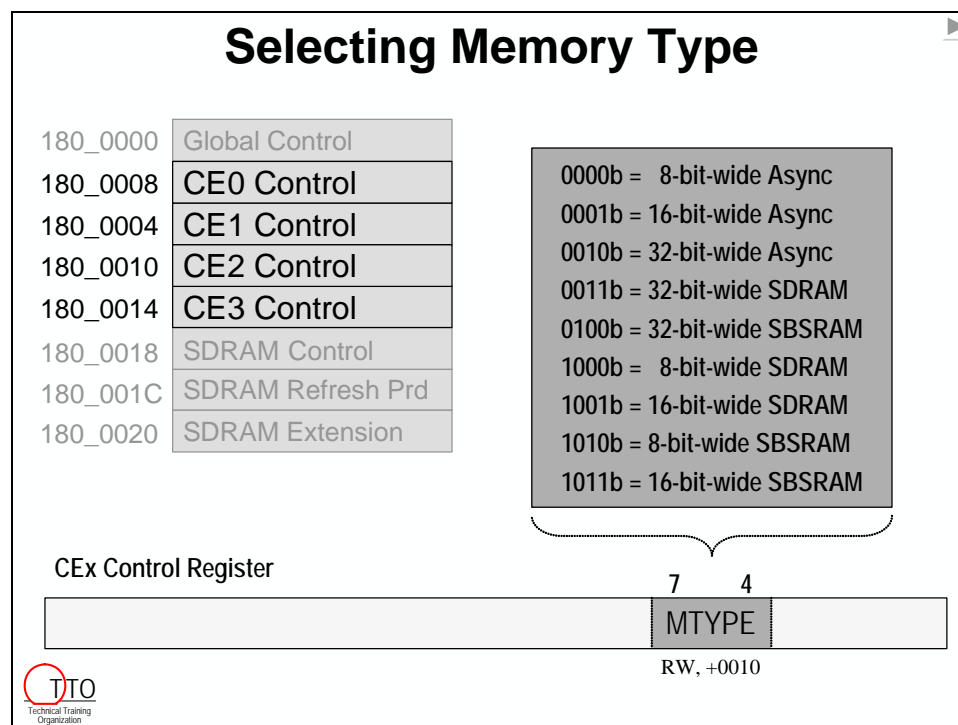 Selecting Memory Type
180_0000 Global Control
180_0008 CE0 Control
180_0004 CE1 Control
180_0010 CE2 Control
180_0014 CE3 Control
180_0018 SDRAM Control
180_001C SDRAM Refresh Prd
180_0020 SDRAM Extension
0000b = 8-bit-wide Async
0001b = 16-bit-wide Async
0010b = 32-bit-wide Async
0011b = 32-bit-wide SDRAM
0100b = 32-bit-wide SBSRAM
1000b = 8-bit-wide SDRAM
1001b = 16-bit-wide SDRAM
1010b = 8-bit-wide SBSRAM
1011b = 16-bit-wide SBSRAM
CEx Control Register
7 4
MTYPE
RW, +0010
TTO
Technical Training
Organization